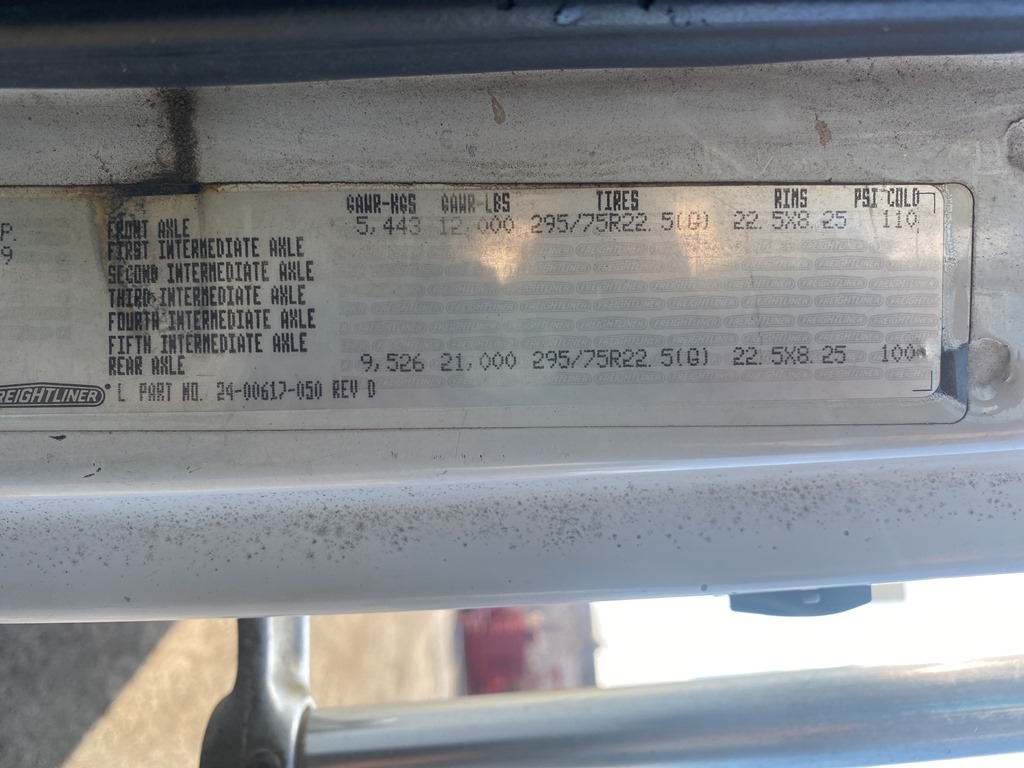 GAWR-KGS GAWR-LBS TIRES RIMS PSI COLD
P. FRONT AXLE 5,443 12,000 295/75R22.5(G) 22.5X8.25 110
9 FIRST INTERMEDIATE AXLE
SECOND INTERMEDIATE AXLE
THIRD INTERMEDIATE AXLE
FOURTH INTERMEDIATE AXLE
FIFTH INTERMEDIATE AXLE
REAR AXLE 9,526 21,000 295/75R22.5(G) 22.5X8.25 100
FREIGHTLINER L PART NO. 24-00617-050 REV D